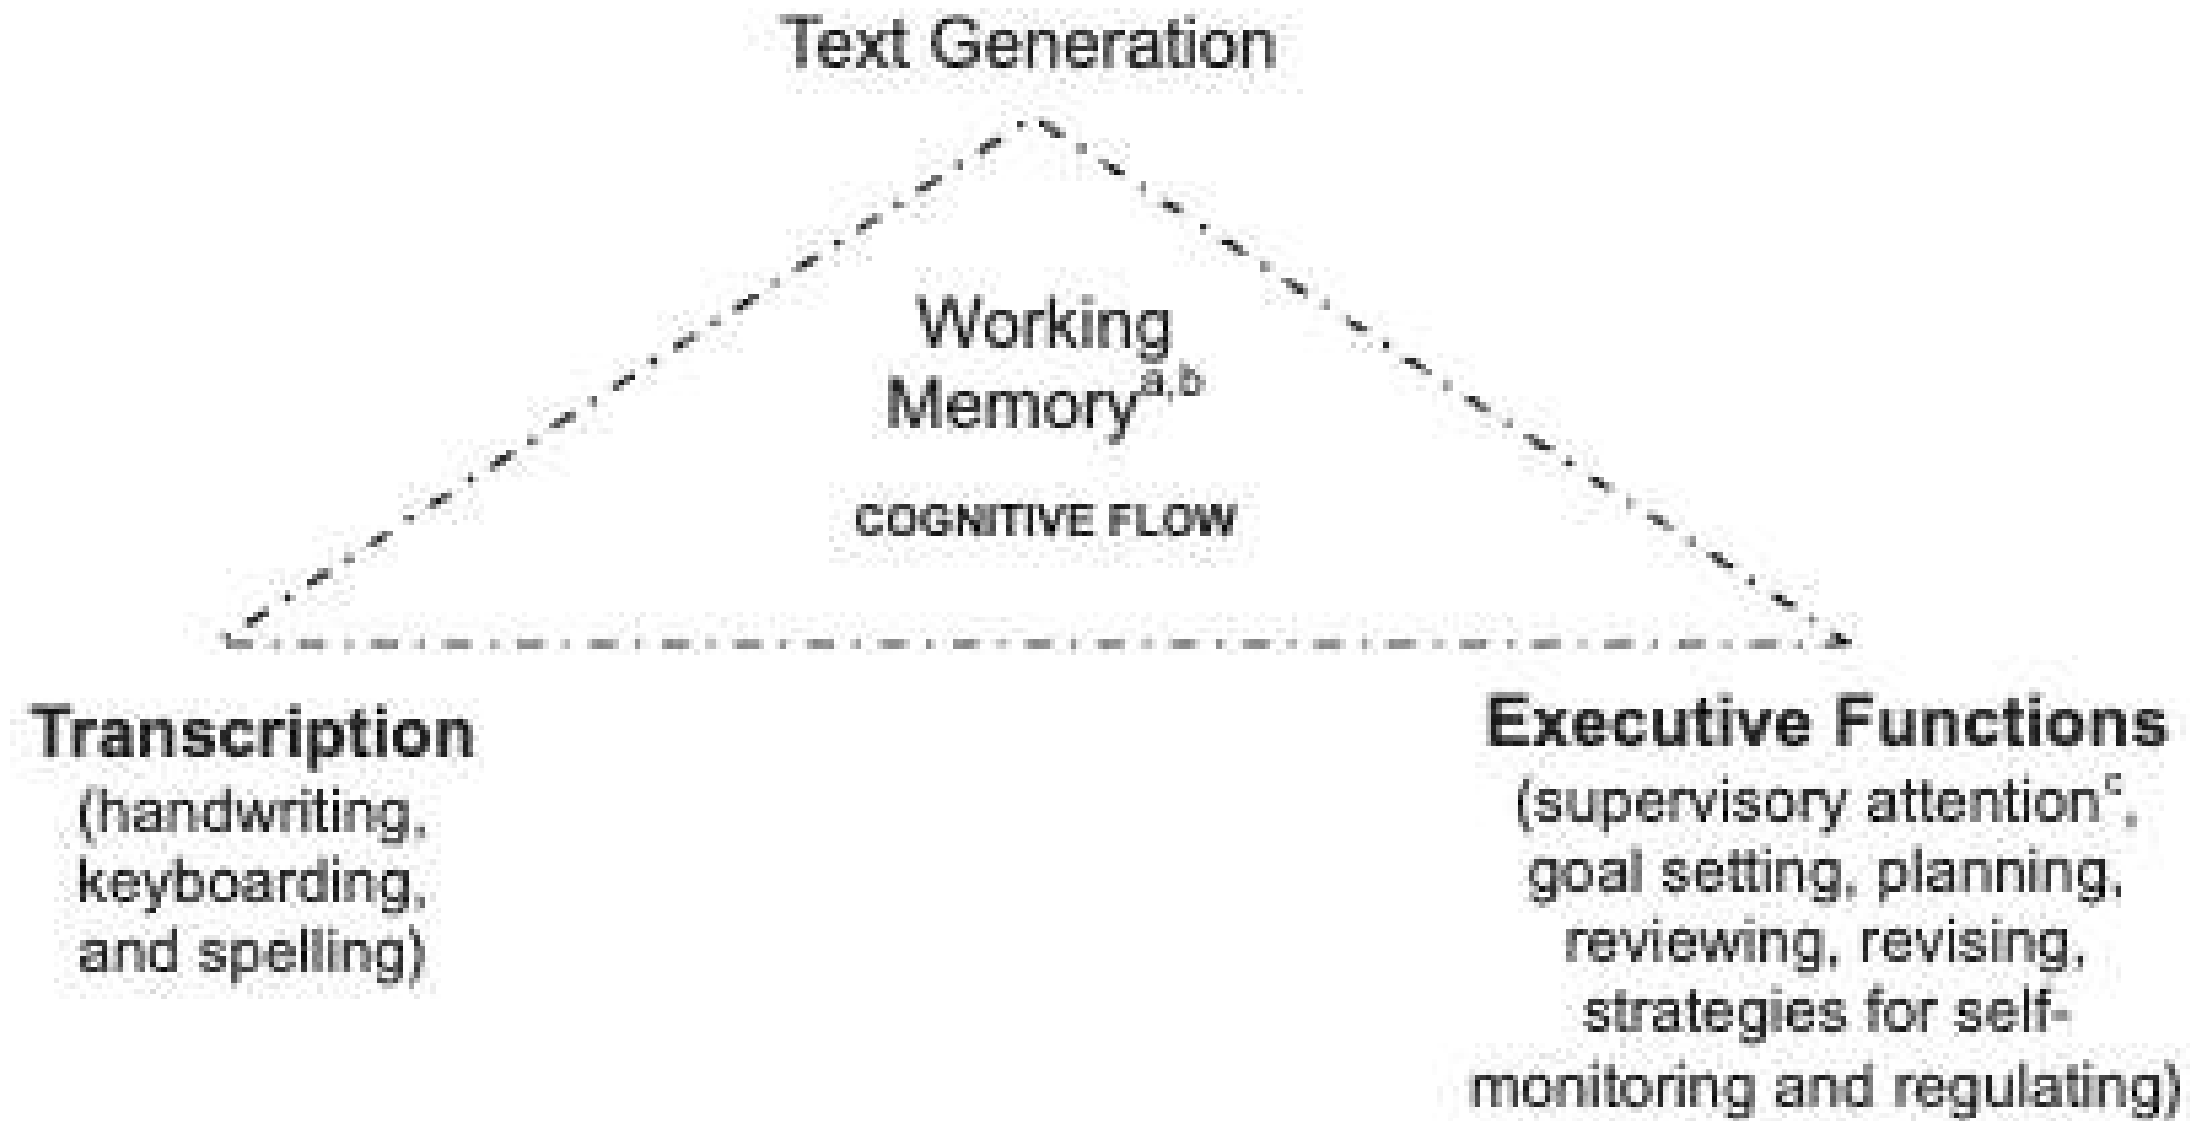 Text Generation
Working
Memory^a,b
COGNITIVE FLOW
Transcription
(handwriting,
keyboarding,
and spelling)
Executive Functions
(supervisory attention^c,
goal setting, planning,
reviewing, revising,
strategies for self-
monitoring and regulating)